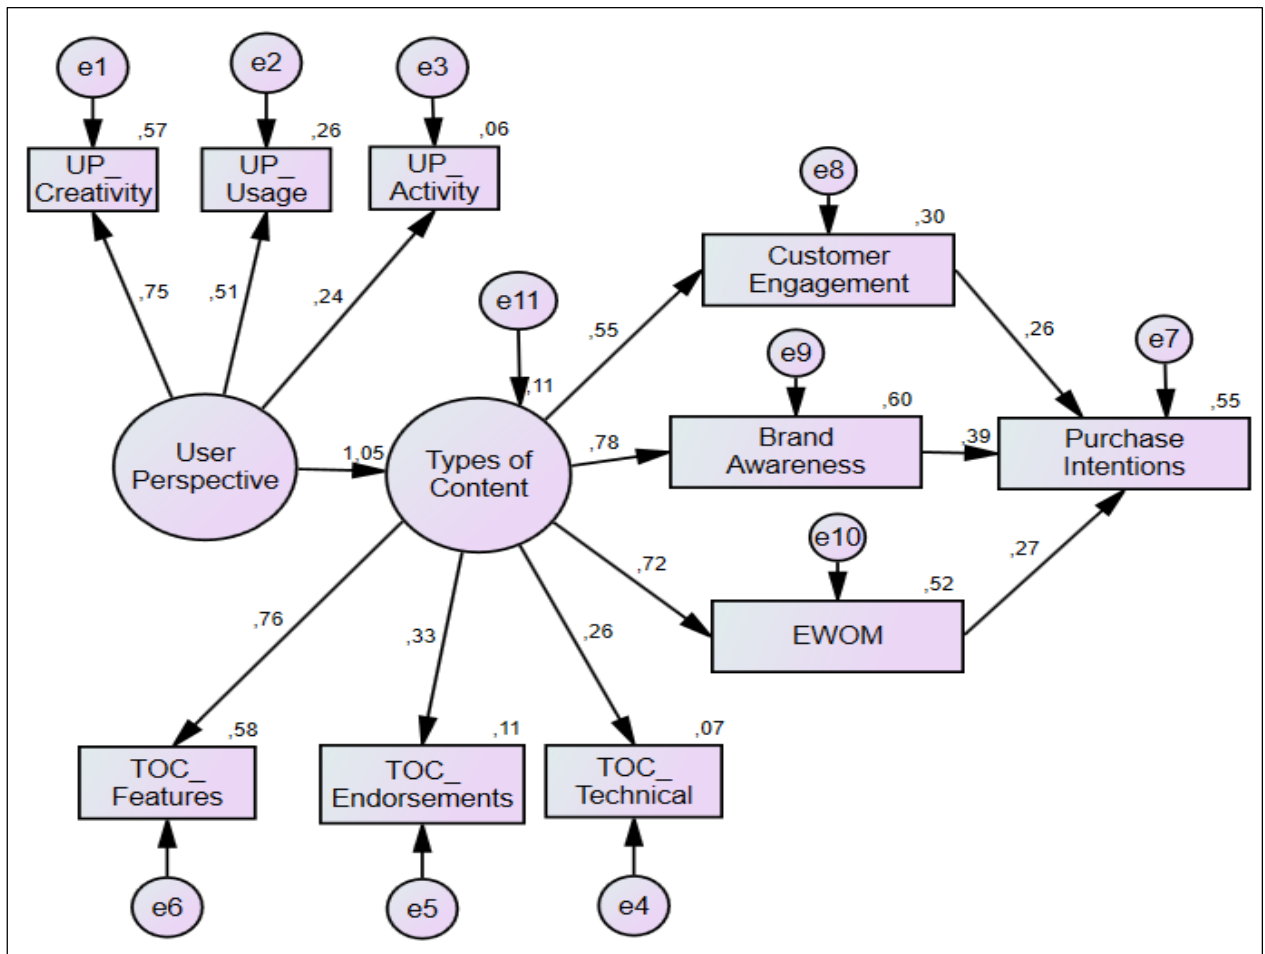 e1
e2
e3
,57
,26
,06
UP_
Creativity
UP_
Usage
UP_
Activity
e8
,30
Customer
Engagement
,75
,51
,24
e11
,55
,26
e9
e7
,11
,60
,55
User
Perspective
1,05
Types of
Content
,78
Brand
Awareness
,39
Purchase
Intentions
e10
,72
,27
,52
EWOM
,76
,33
,26
,58
,11
,07
TOC_
Features
TOC_
Endorsements
TOC_
Technical
e6
e5
e4